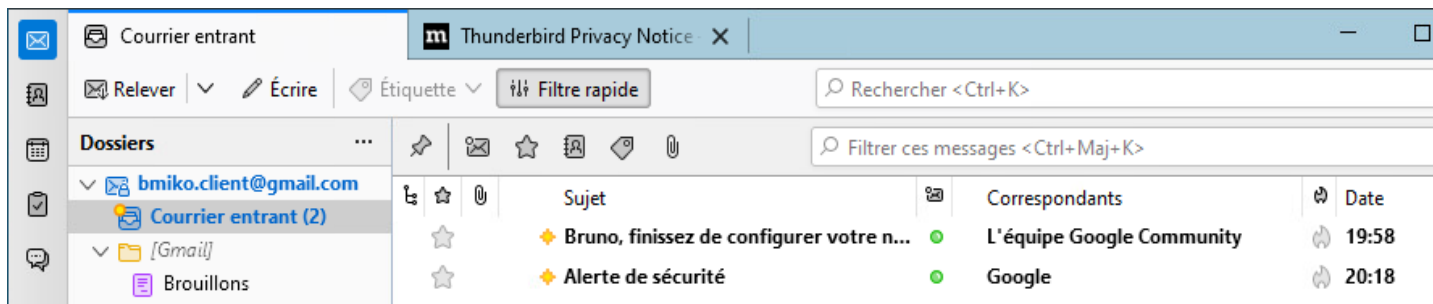 Courrier entrant
m Thunderbird Privacy Notice -
Relever Écrire Étiquette Filtre rapide Rechercher <Ctrl+K>
Dossiers ... Filtrer ces messages <Ctrl+Maj+K>
bmiko.client@gmail.com Sujet Correspondants Date
Courrier entrant (2) Bruno, finissez de configurer votre n... L'équipe Google Community 19:58
[Gmail]
Brouillons Alerte de sécurité Google 20:18